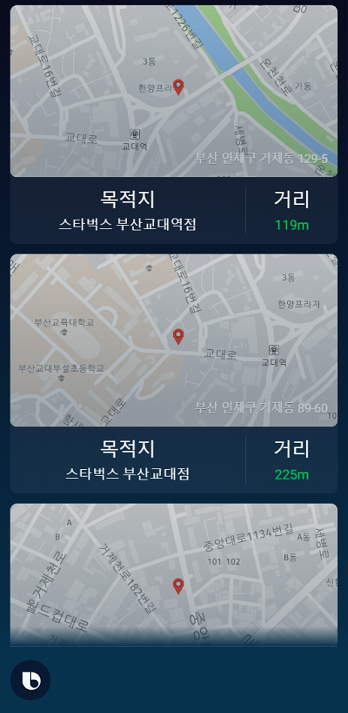 교대로16번길
1226번길
3동
한양프라자
온천천로
가동
교대로
교대역
새벽로
부산 연제구 거제동 129-5
목적지
거리
스타벅스 부산교대역점
119m
교대로16번길
3동
한양프라자
부산교육대학교
교대로
교대역
부산교대부설초등학교
부산 연제구 거제동 89-60
교대로
목적지
거리
스타벅스 부산교대점
225m
A
B
중앙대로1134번길
A동
새벽로
거제천로182번길
101 102
B동
거제천로
월드컵대로
중앙